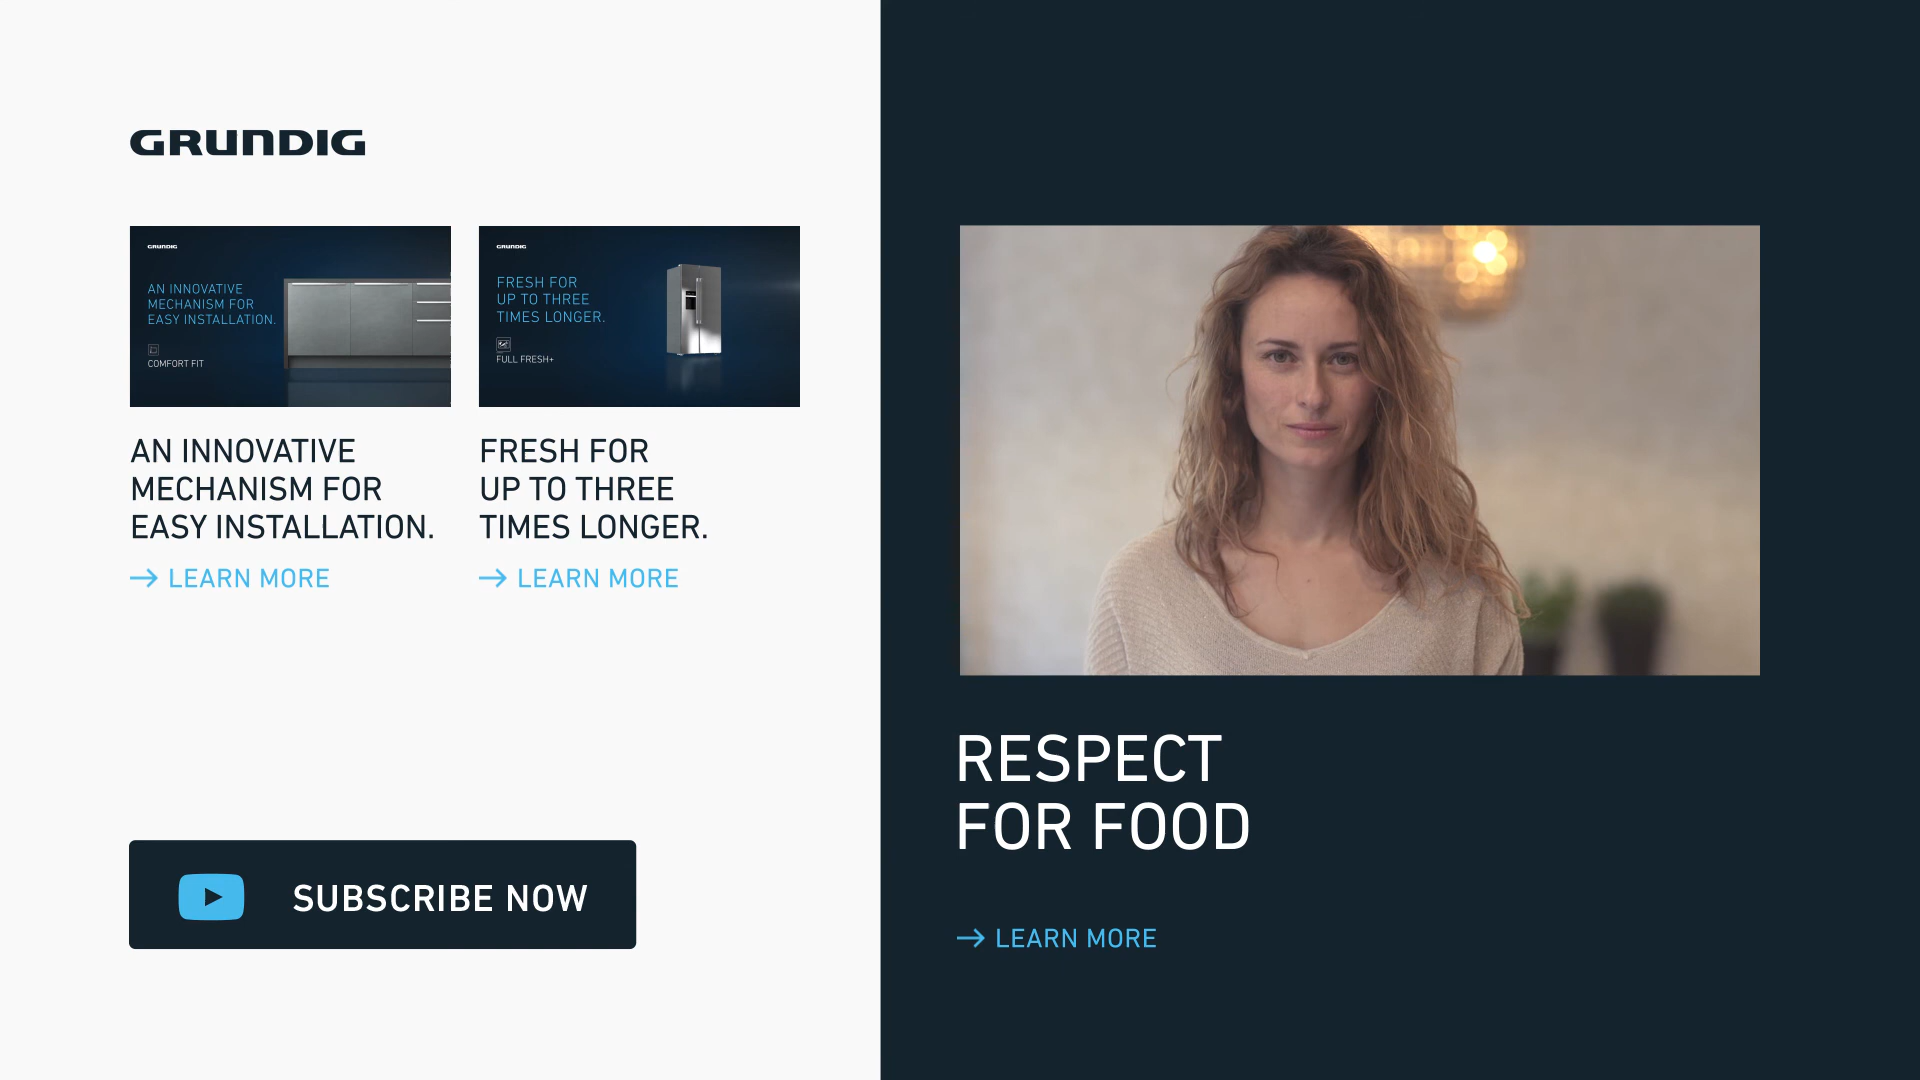 GRUNDIG
GRUNDIG
AN INNOVATIVE
MECHANISM FOR
EASY INSTALLATION.
COMFORT FIT
GRUNDIG
FRESH FOR
UP TO THREE
TIMES LONGER.
FULL FRESH+
AN INNOVATIVE
MECHANISM FOR
EASY INSTALLATION.
→ LEARN MORE
FRESH FOR
UP TO THREE
TIMES LONGER.
→ LEARN MORE
SUBSCRIBE NOW
RESPECT
FOR FOOD
→ LEARN MORE